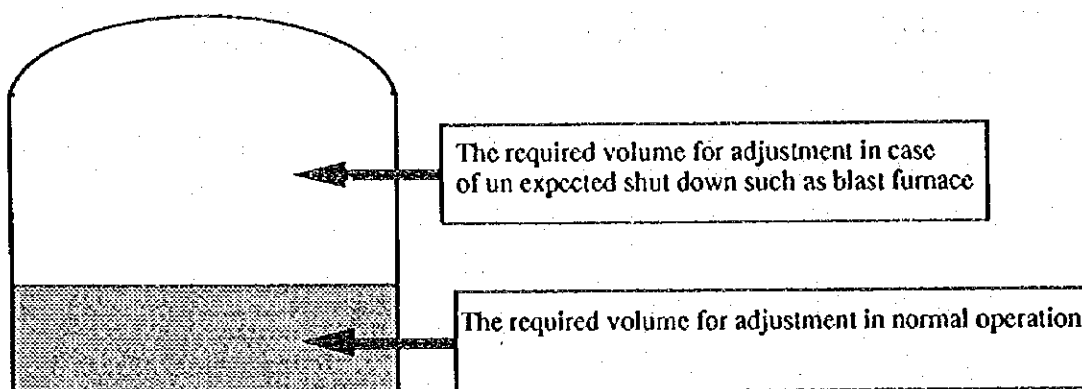 The required volume for adjustment in case
of un expected shut down such as blast furnace
The required volume for adjustment in normal operation